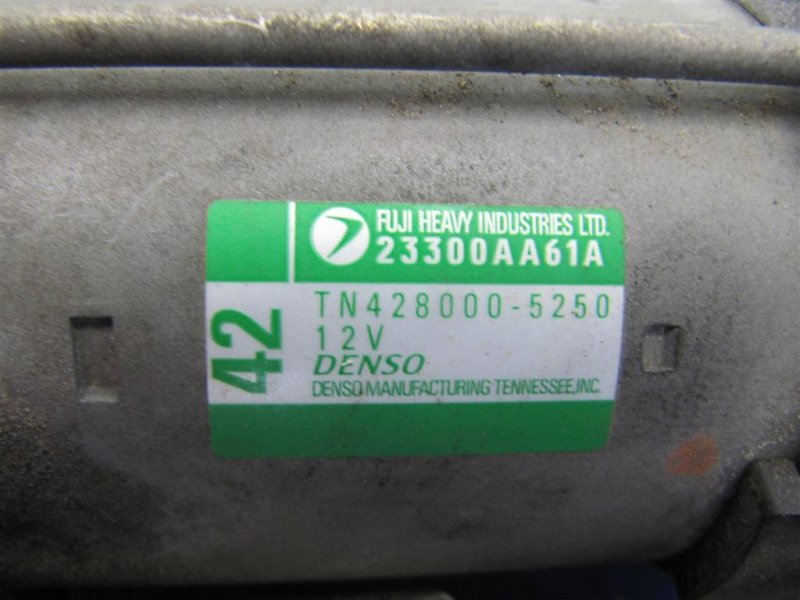 FUJI HEAVY INDUSTRIES LTD.
23300AA61A
42
TN428000-5250
12V
DENSO
DENSO MANUFACTURING TENNESSEE,INC.